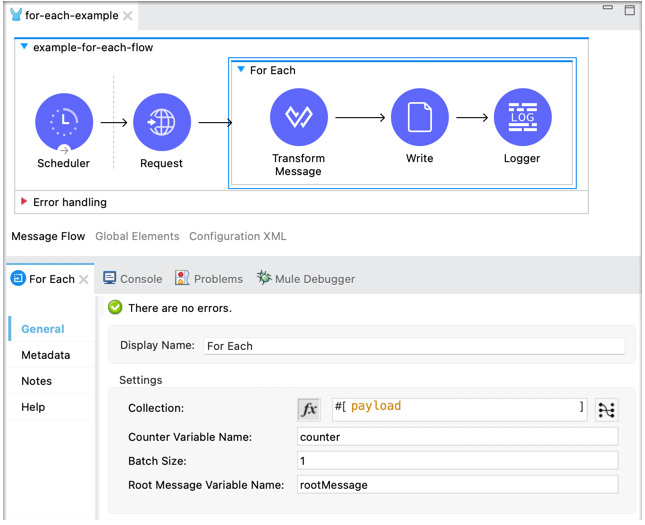 for-each-example
example-for-each-flow
For Each
LOG
Scheduler
Request
Transform
Message
Write
Logger
Error handling
Message Flow Global Elements Configuration XML
For Each Console Problems Mule Debugger
There are no errors.
General
Metadata
Notes
Help
Display Name: For Each
Settings
Collection: fx #[ payload ]
Counter Variable Name: counter
Batch Size: 1
Root Message Variable Name: rootMessage